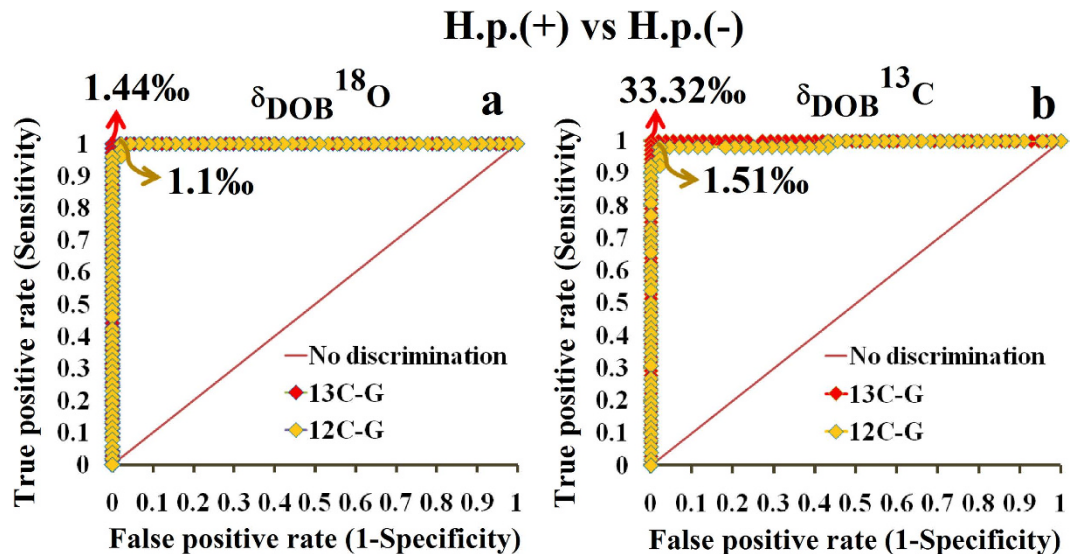 H.p.(+) vs H.p.(-)
1.44‰
δDOB 18O
a
1.1‰
True positive rate (Sensitivity)
1
0.9
0.8
0.7
0.6
0.5
0.4
0.3
0.2
0.1
0
No discrimination
13C-G
12C-G
0 0.1 0.2 0.3 0.4 0.5 0.6 0.7 0.8 0.9 1
False positive rate (1-Specificity)
33.32‰
δDOB 13C
b
1.51‰
True positive rate (Sensitivity)
1
0.9
0.8
0.7
0.6
0.5
0.4
0.3
0.2
0.1
0
No discrimination
13C-G
12C-G
0 0.1 0.2 0.3 0.4 0.5 0.6 0.7 0.8 0.9 1
False positive rate (1-Specificity)